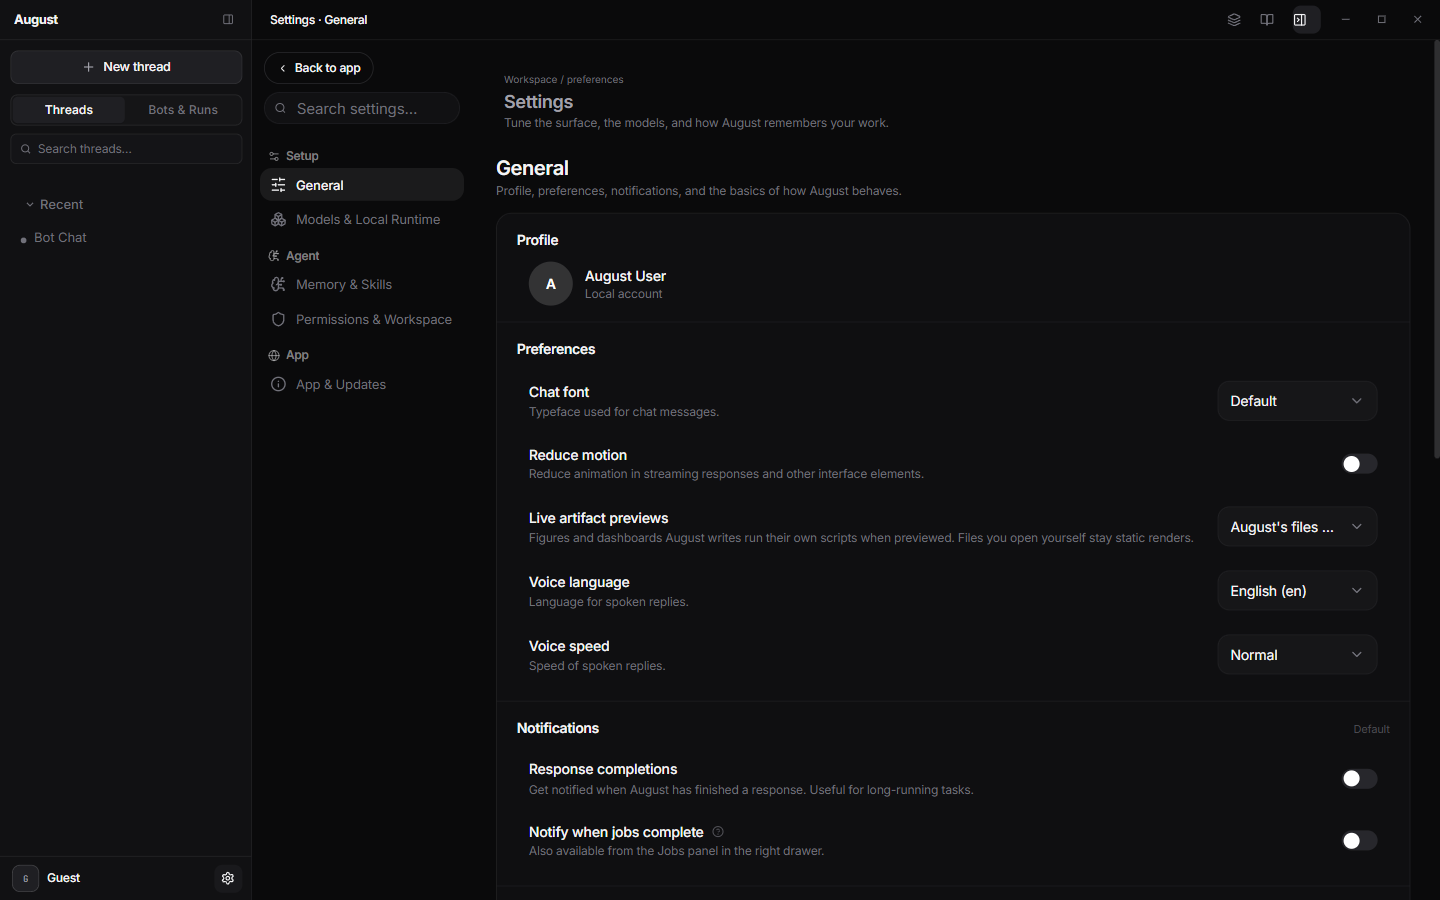 August
New thread
Threads
Bots & Runs
Search threads...
Recent
Bot Chat
G
Guest
Settings · General
Back to app
Search settings...
Setup
General
Models & Local Runtime
Agent
Memory & Skills
Permissions & Workspace
App
App & Updates
Workspace / preferences
Settings
Tune the surface, the models, and how August remembers your work.
General
Profile, preferences, notifications, and the basics of how August behaves.
Profile
A
August User
Local account
Preferences
Chat font
Typeface used for chat messages.
Default
Reduce motion
Reduce animation in streaming responses and other interface elements.
Live artifact previews
Figures and dashboards August writes run their own scripts when previewed. Files you open yourself stay static renders.
August's files ...
Voice language
Language for spoken replies.
English (en)
Voice speed
Speed of spoken replies.
Normal
Notifications
Default
Response completions
Get notified when August has finished a response. Useful for long-running tasks.
Notify when jobs complete
Also available from the Jobs panel in the right drawer.